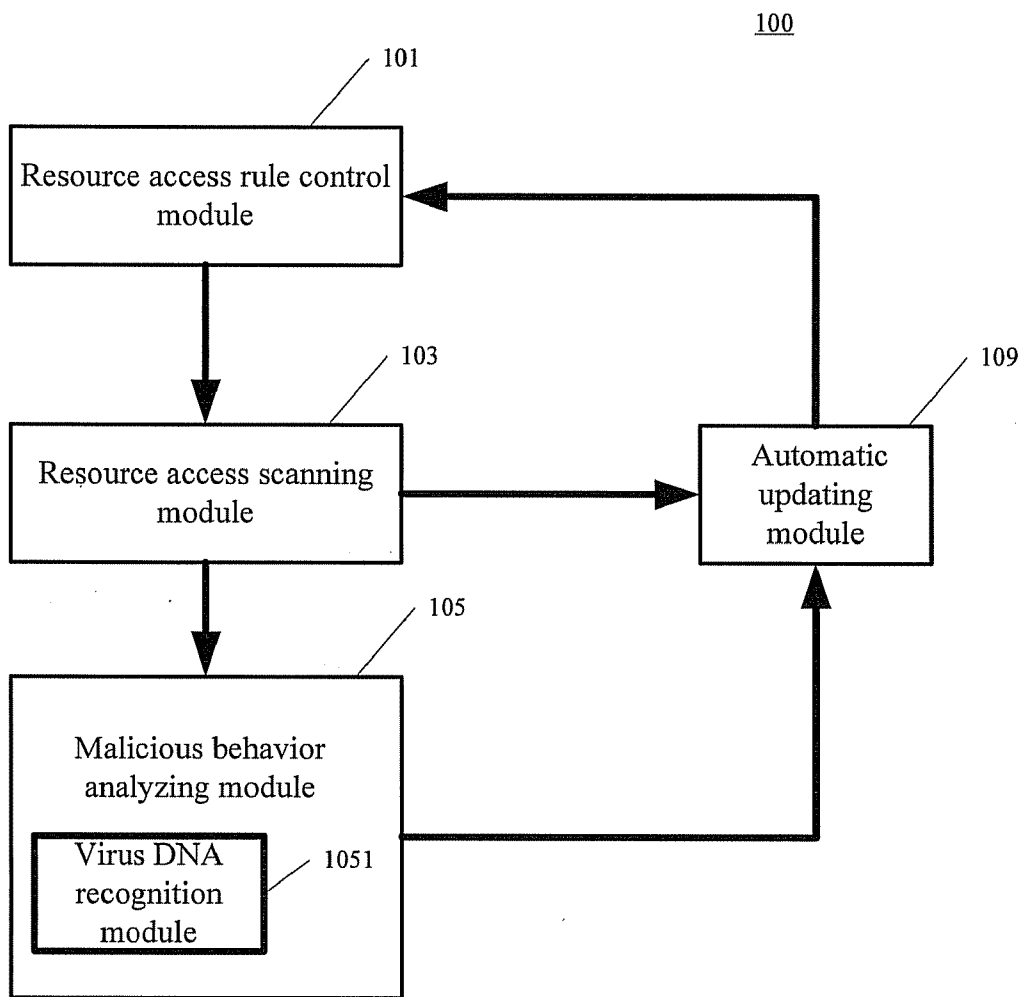 100
101
Resource access rule control
module
103
Resource access scanning
module
109
Automatic
updating
module
105
Malicious behavior
analyzing module
Virus DNA
recognition
module
1051